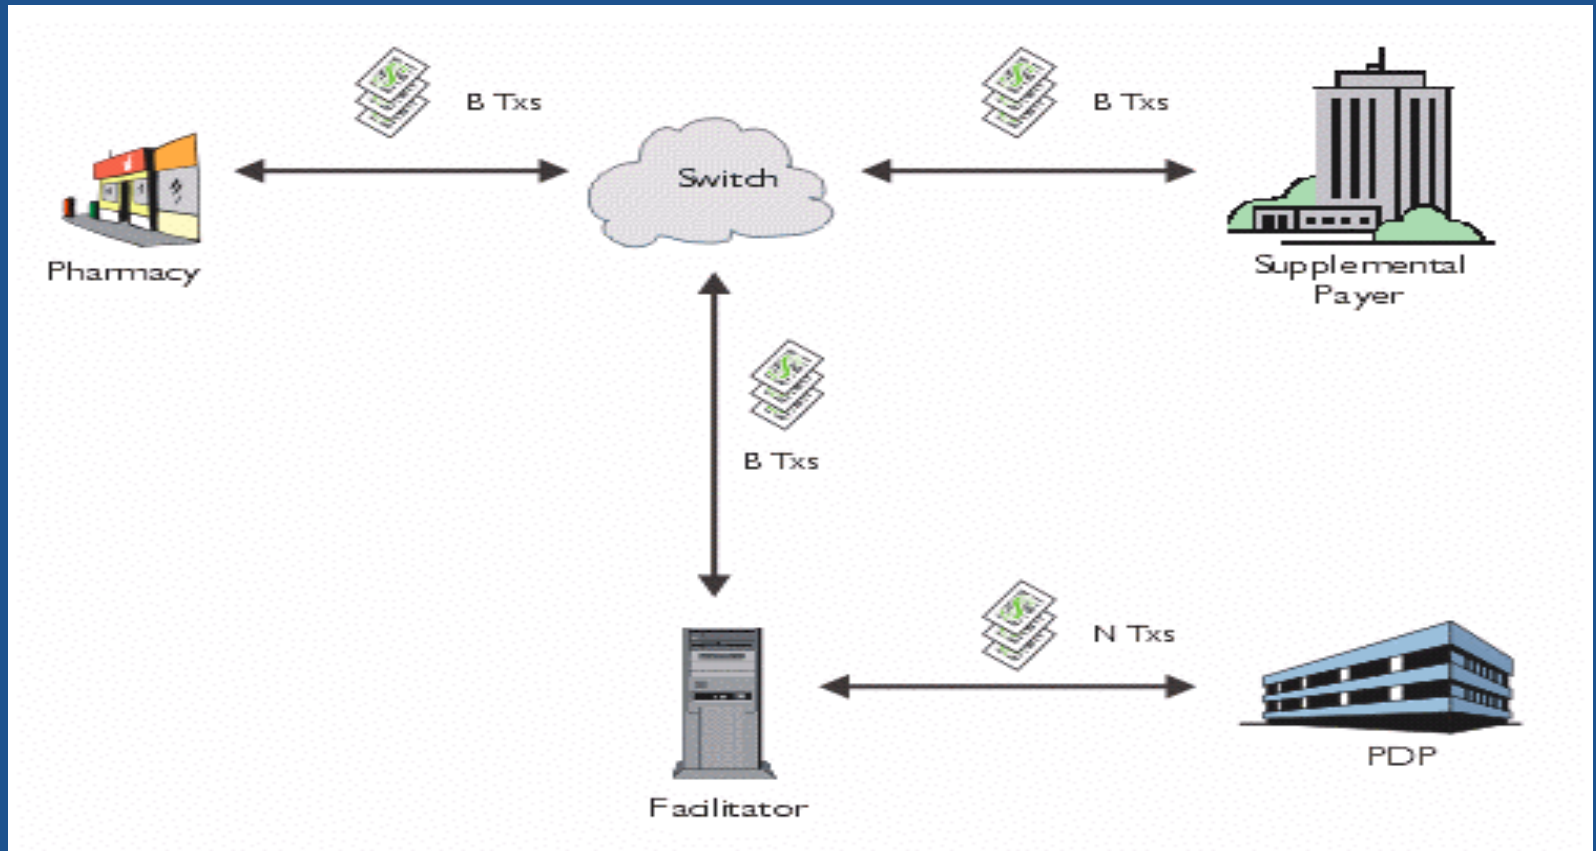 B Txs
B Txs
Switch
Pharmacy
Supplemental
Payer
B Txs
N Txs
PDP
Facilitator